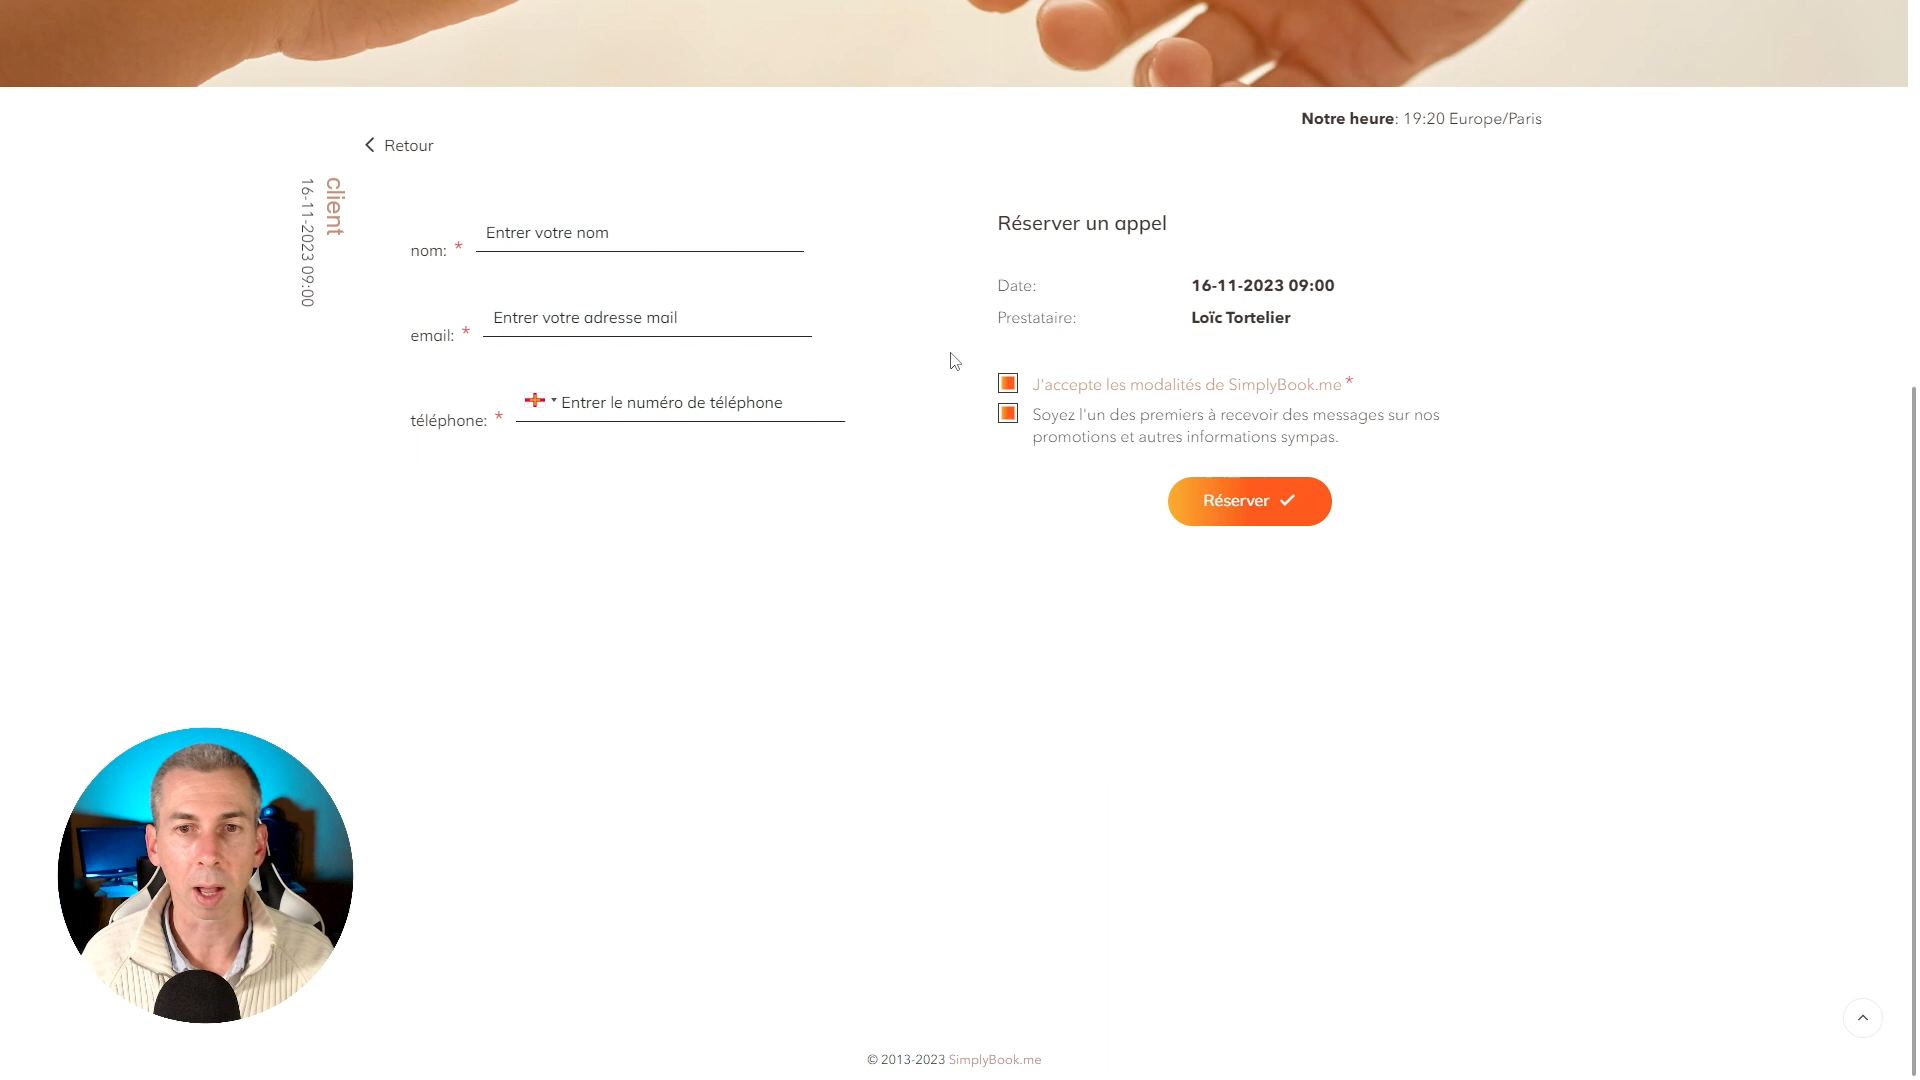 Notre heure: 19:20 Europe/Paris
Retour
client
16-11-2023 09:00
nom: * Entrer votre nom
email: * Entrer votre adresse mail
téléphone: * Entrer le numéro de téléphone
Réserver un appel
Date: 16-11-2023 09:00
Prestataire: Loïc Tortelier
J'accepte les modalités de SimplyBook.me *
Soyez l'un des premiers à recevoir des messages sur nos
promotions et autres informations sympas.
Réserver
© 2013-2023 SimplyBook.me